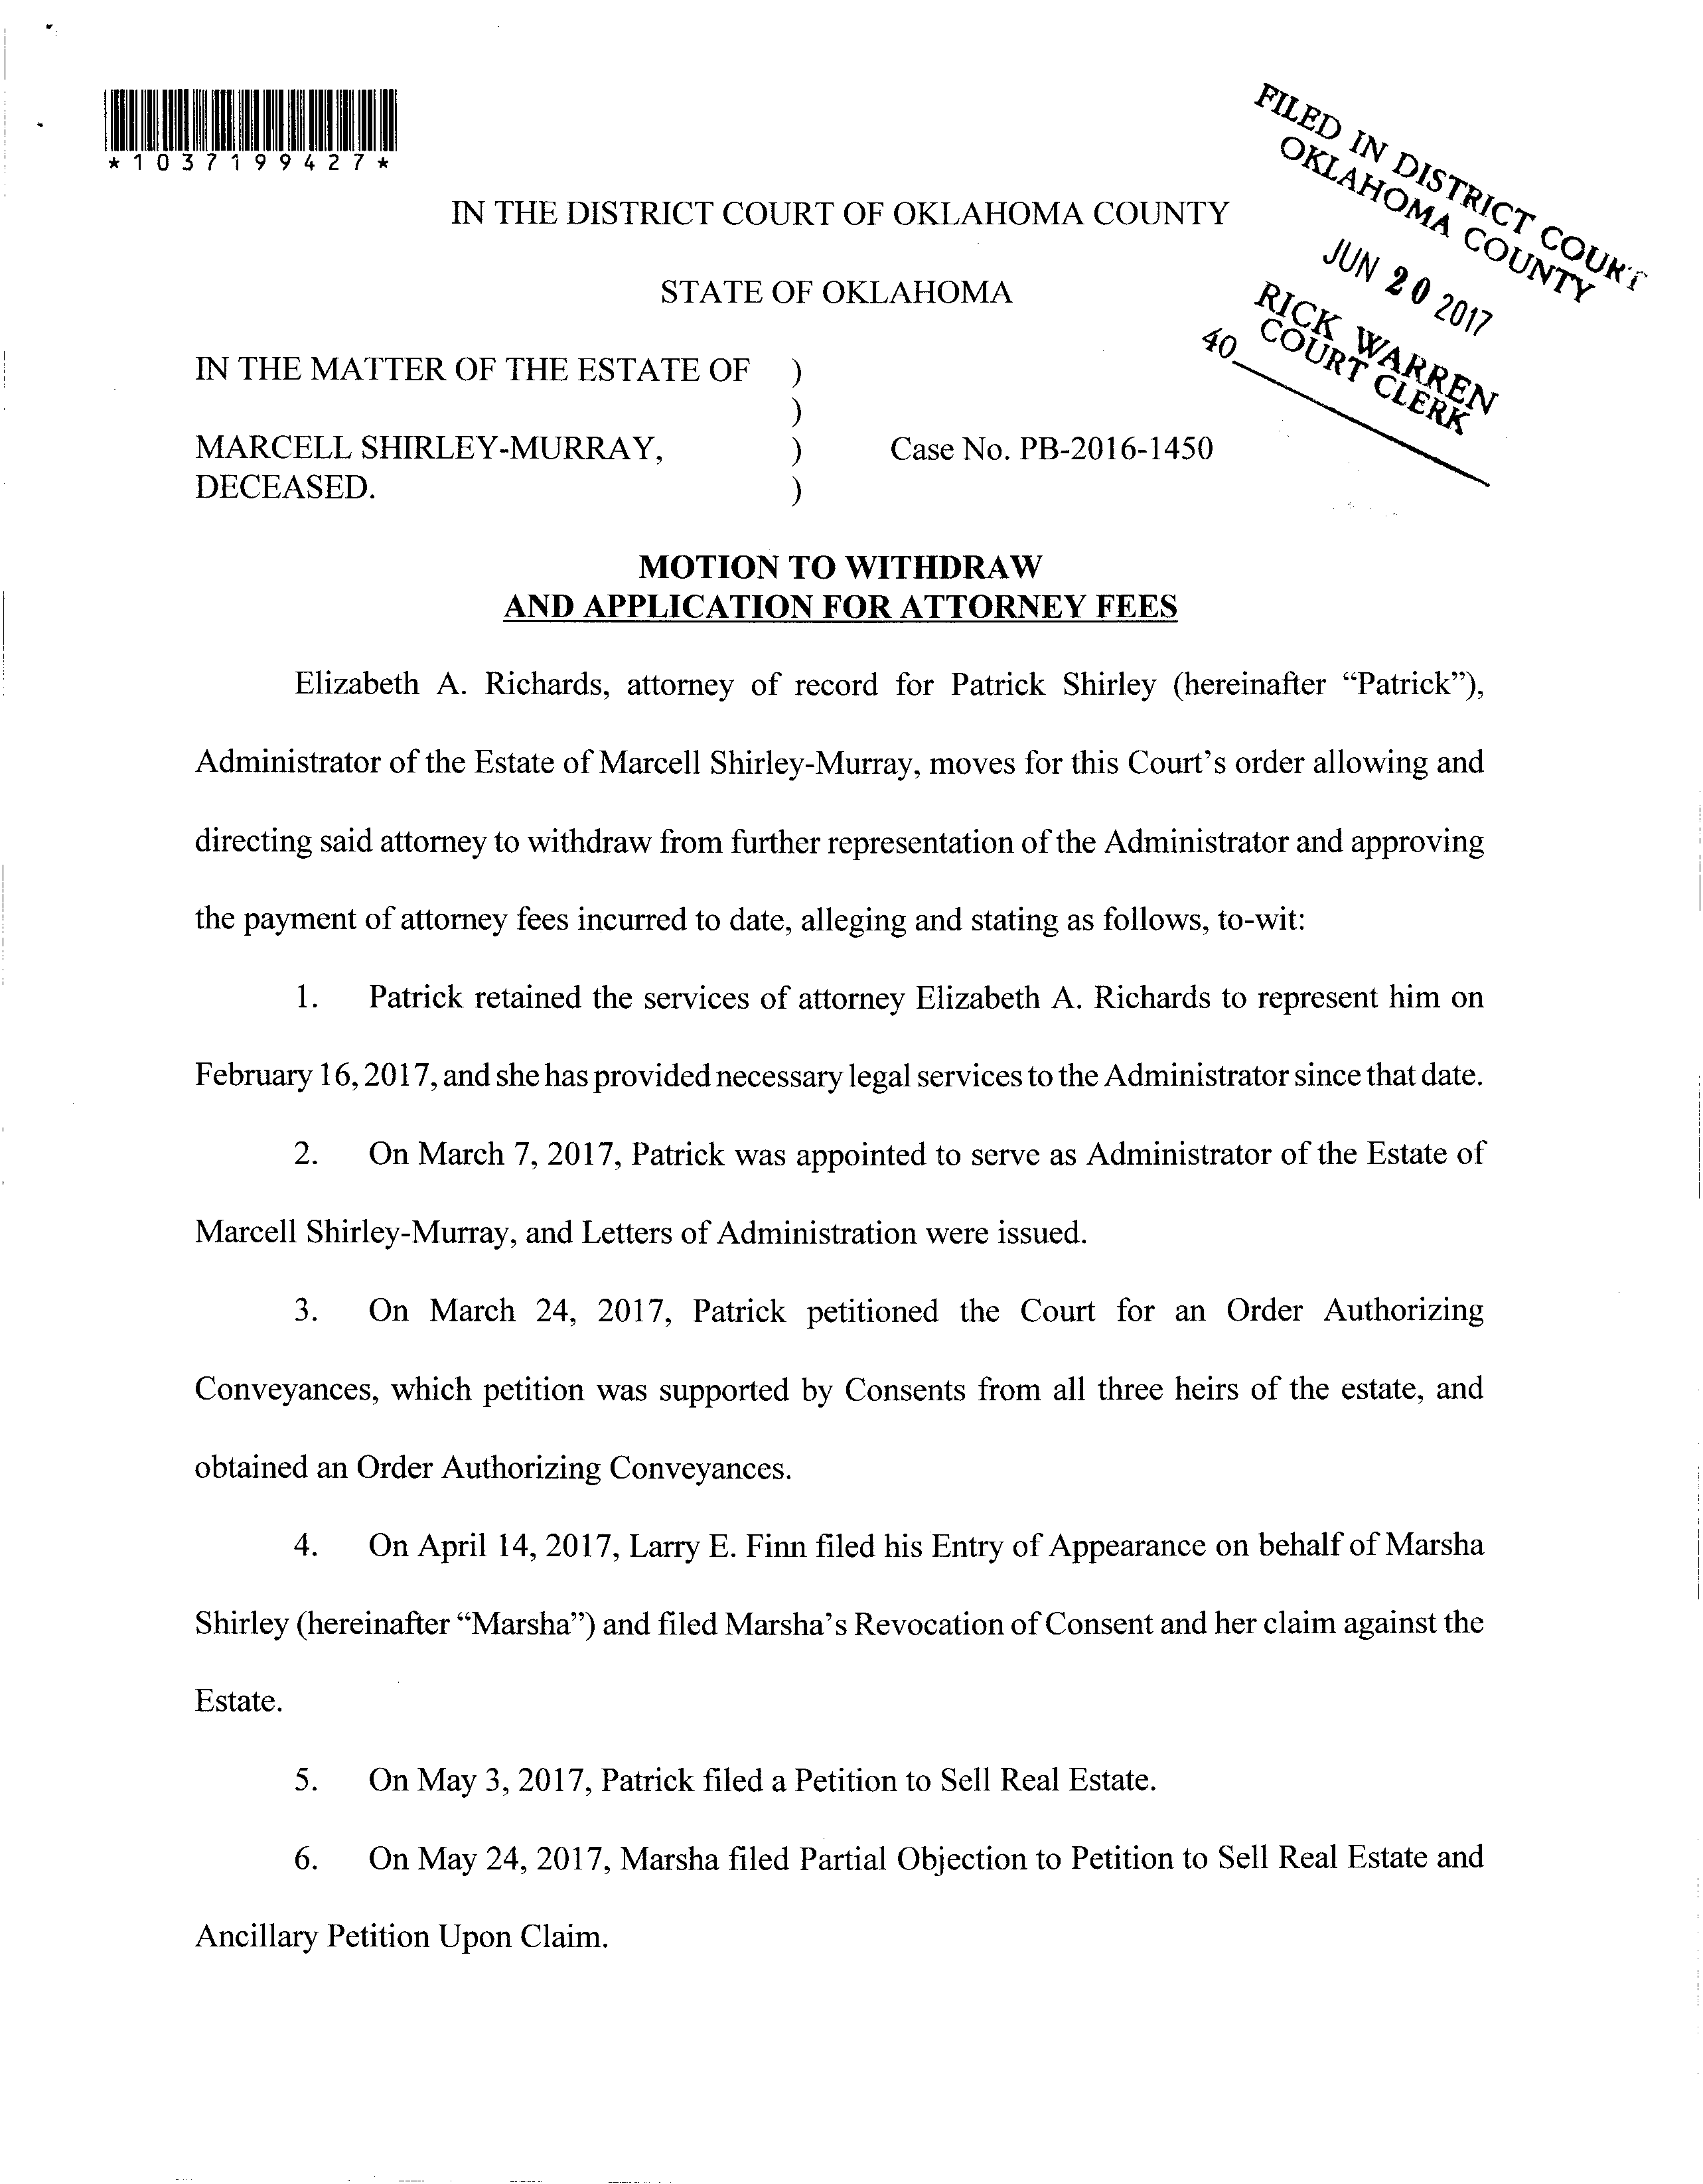 *1037199427*
FILED IN DISTRICT COURT
OKLAHOMA COUNTY
JUN 20 2017
RICK WARREN
COURT CLERK
40
IN THE DISTRICT COURT OF OKLAHOMA COUNTY
STATE OF OKLAHOMA
IN THE MATTER OF THE ESTATE OF )
)
MARCELL SHIRLEY-MURRAY, ) Case No. PB-2016-1450
DECEASED. )
MOTION TO WITHDRAW
AND APPLICATION FOR ATTORNEY FEES
Elizabeth A. Richards, attorney of record for Patrick Shirley (hereinafter “Patrick”),
Administrator of the Estate of Marcell Shirley-Murray, moves for this Court’s order allowing and
directing said attorney to withdraw from further representation of the Administrator and approving
the payment of attorney fees incurred to date, alleging and stating as follows, to-wit:
1. Patrick retained the services of attorney Elizabeth A. Richards to represent him on
February 16, 2017, and she has provided necessary legal services to the Administrator since that date.
2. On March 7, 2017, Patrick was appointed to serve as Administrator of the Estate of
Marcell Shirley-Murray, and Letters of Administration were issued.
3. On March 24, 2017, Patrick petitioned the Court for an Order Authorizing
Conveyances, which petition was supported by Consents from all three heirs of the estate, and
obtained an Order Authorizing Conveyances.
4. On April 14, 2017, Larry E. Finn filed his Entry of Appearance on behalf of Marsha
Shirley (hereinafter “Marsha”) and filed Marsha’s Revocation of Consent and her claim against the
Estate.
5. On May 3, 2017, Patrick filed a Petition to Sell Real Estate.
6. On May 24, 2017, Marsha filed Partial Objection to Petition to Sell Real Estate and
Ancillary Petition Upon Claim.